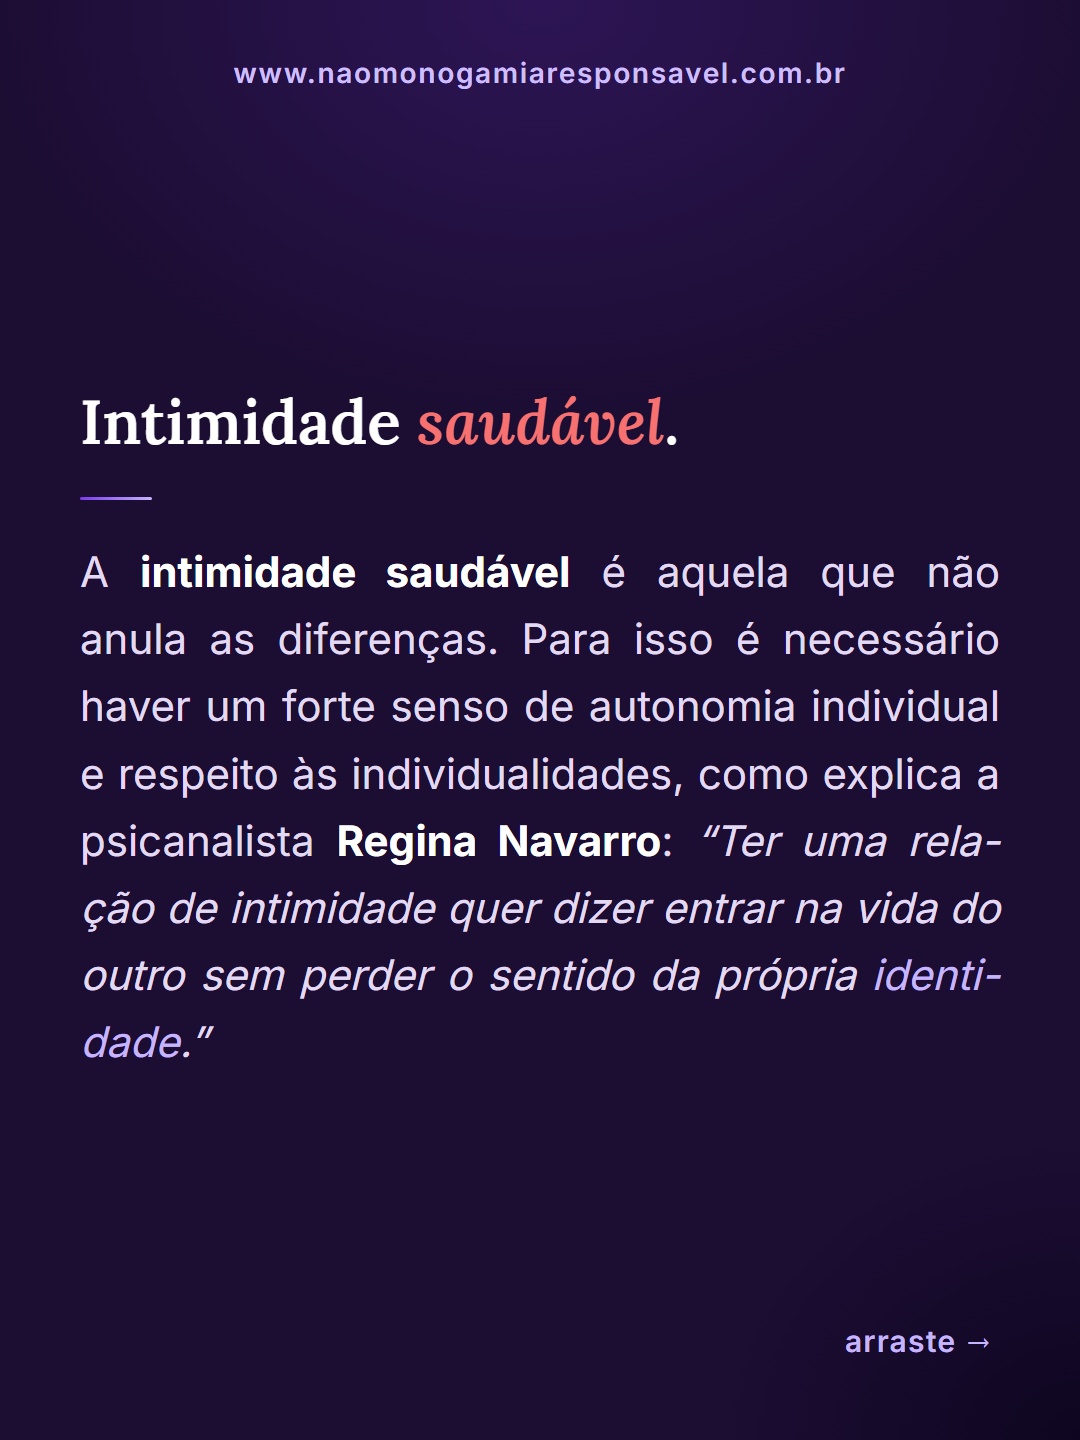 www.naomonogamiaresponsavel.com.br
Intimidade saudável.
A intimidade saudável é aquela que não
anula as diferenças. Para isso é necessário
haver um forte senso de autonomia individual
e respeito às individualidades, como explica a
psicanalista Regina Navarro: “Ter uma rela-
ção de intimidade quer dizer entrar na vida do
outro sem perder o sentido da própria identi-
dade.”
arraste →